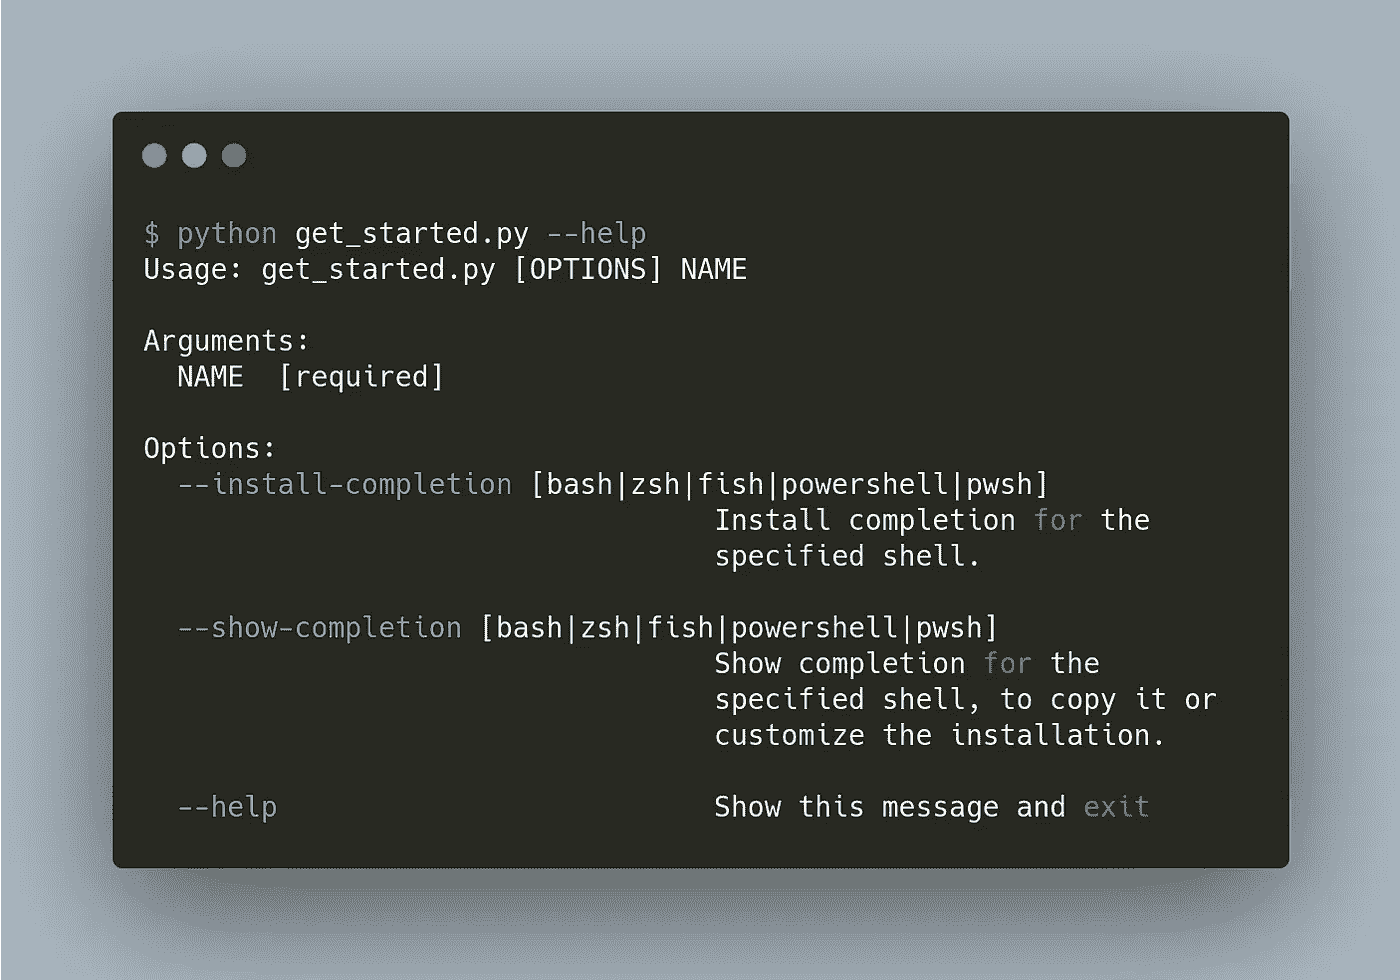 $ python get_started.py --help
Usage: get_started.py [OPTIONS] NAME
Arguments:
NAME [required]
Options:
--install-completion [bash|zsh|fish|powershell|pwsh]
Install completion for the
specified shell.
--show-completion [bash|zsh|fish|powershell|pwsh]
Show completion for the
specified shell, to copy it or
customize the installation.
--help Show this message and exit